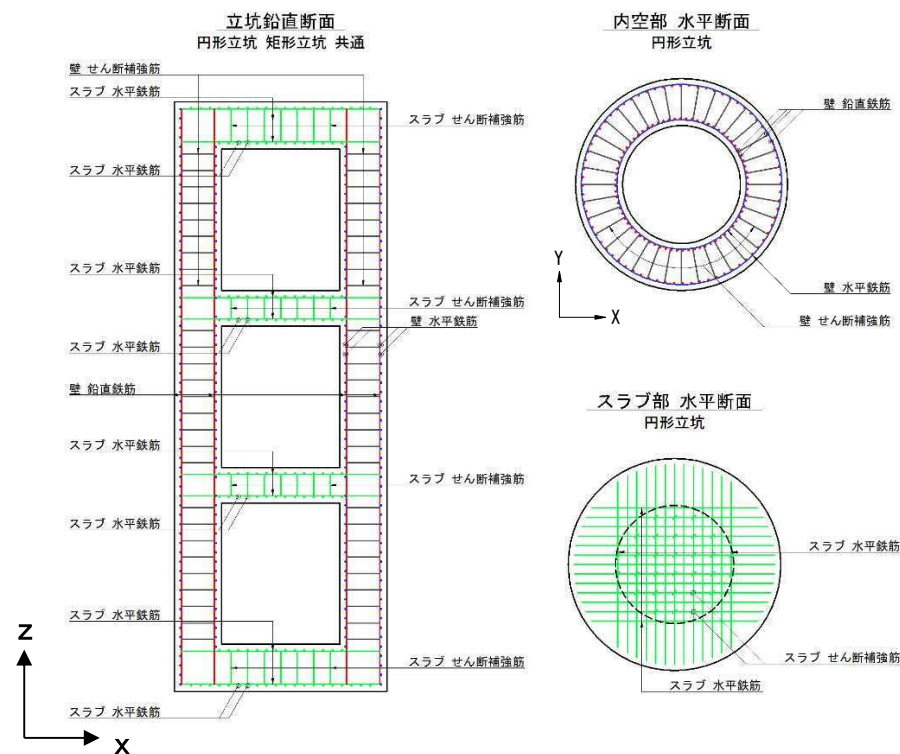 立坑鉛直断面
円形立坑 矩形立坑 共通
壁 せん断補強筋
スラブ 水平鉄筋
スラブ せん断補強筋
スラブ 水平鉄筋
スラブ 水平鉄筋
スラブ せん断補強筋
壁 水平鉄筋
スラブ 水平鉄筋
壁 鉛直鉄筋
スラブ 水平鉄筋
スラブ せん断補強筋
スラブ 水平鉄筋
スラブ 水平鉄筋
スラブ せん断補強筋
スラブ 水平鉄筋
Z
X
内空部 水平断面
円形立坑
壁 鉛直鉄筋
Y
X
壁 水平鉄筋
壁 せん断補強筋
スラブ部 水平断面
円形立坑
スラブ 水平鉄筋
スラブ せん断補強筋
スラブ 水平鉄筋